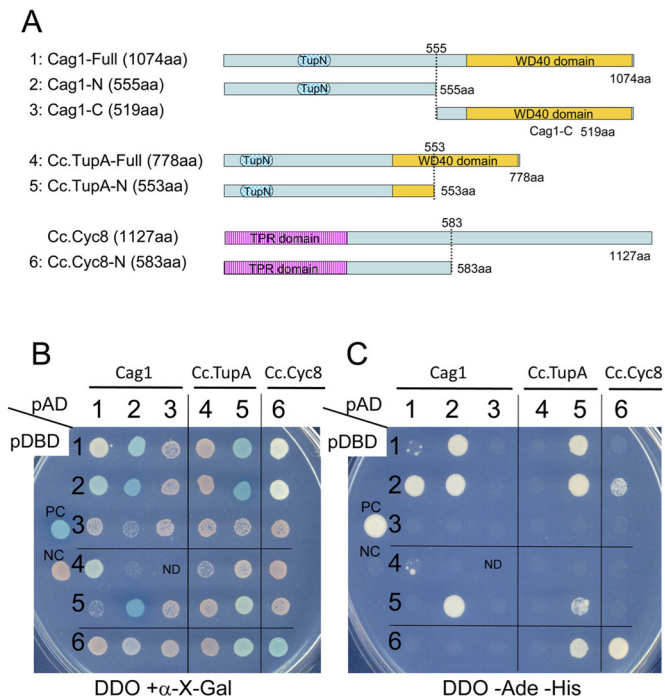 A
1: Cag1-Full (1074aa)
TupN
555
WD40 domain
1074aa
2: Cag1-N (555aa)
TupN
555aa
3: Cag1-C (519aa)
WD40 domain
Cag1-C 519aa
4: Cc.TupA-Full (778aa)
TupN
553
WD40 domain
778aa
5: Cc.TupA-N (553aa)
TupN
553aa
Cc.Cyc8 (1127aa)
TPR domain
583
1127aa
6: Cc.Cyc8-N (583aa)
TPR domain
583aa
B
Cag1 Cc.TupA Cc.Cyc8
pAD
1 2 3 4 5 6
pDBD
1
2
PC
3
NC
4
ND
5
6
DDO +α-X-Gal
C
Cag1 Cc.TupA Cc.Cyc8
pAD
1 2 3 4 5 6
pDBD
1
2
PC
3
NC
4
ND
5
6
DDO -Ade -His